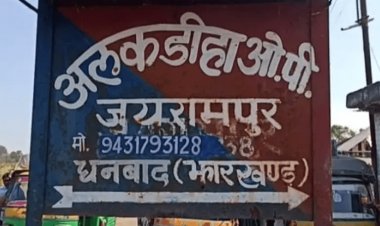 अलकडीहा ओ.पी.
जयरामपुर
मो. 9431793128
धनबाद (झारखण्ड)